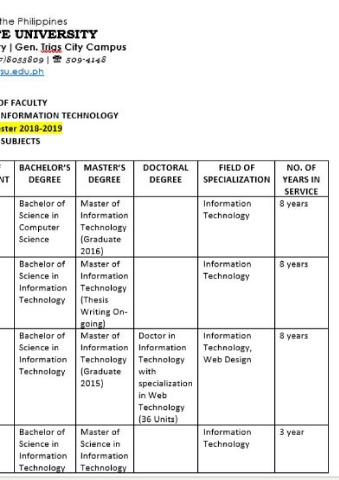 the Philippines
TE UNIVERSITY
ry | Gen. Trias City Campus
7)8053809 | ☎ 509-4148
su.edu.ph
OF FACULTY
INFORMATION TECHNOLOGY
ester 2018-2019
SUBJECTS
NT
BACHELOR'S
DEGREE
MASTER'S
DEGREE
DOCTORAL
DEGREE
FIELD OF
SPECIALIZATION
NO. OF
YEARS IN
SERVICE
Bachelor of
Science in
Computer
Science
Master of
Information
Technology
(Graduate
2016)
Information
Technology
8 years
Bachelor of
Science in
Information
Technology
Master of
Information
Technology
(Thesis
Writing On-
going)
Information
Technology
8 years
Bachelor of
Science in
Information
Technology
Master of
Information
Technology
(Graduate
2015)
Doctor in
Information
Technology
with
specialization
in Web
Technology
(36 Units)
Information
Technology,
Web Design
8 years
Bachelor of
Science in
Information
Technology
Master of
Science in
Information
Technology
Information
Technology
3 year